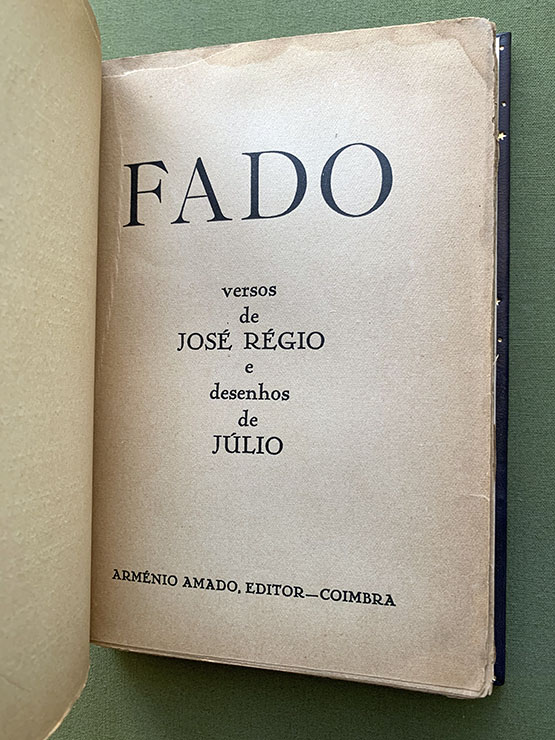 FADO
versos
de
JOSÉ RÉGIO
e
desenhos
de
JÚLIO
ARMÉNIO AMADO, EDITOR—COIMBRA